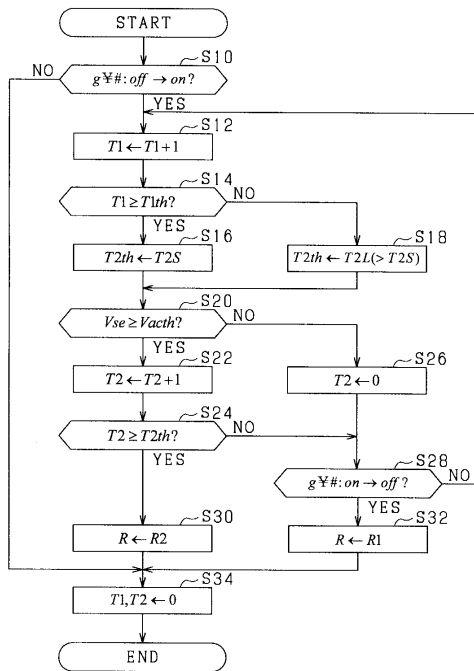 START
S10
NO
g¥#: off → on?
YES
S12
T1 ← T1+1
S14
T1 ≥ T1th?
NO
YES
S16
S18
T2th ← T2S
T2th ← T2L(> T2S)
S20
Vse ≥ Vacth?
NO
YES
S22
S26
T2 ← T2+1
T2 ← 0
S24
T2 ≥ T2th?
NO
YES
S28
g¥#: on → off ?
NO
YES
S30
S32
R ← R2
R ← R1
S34
T1,T2 ← 0
END